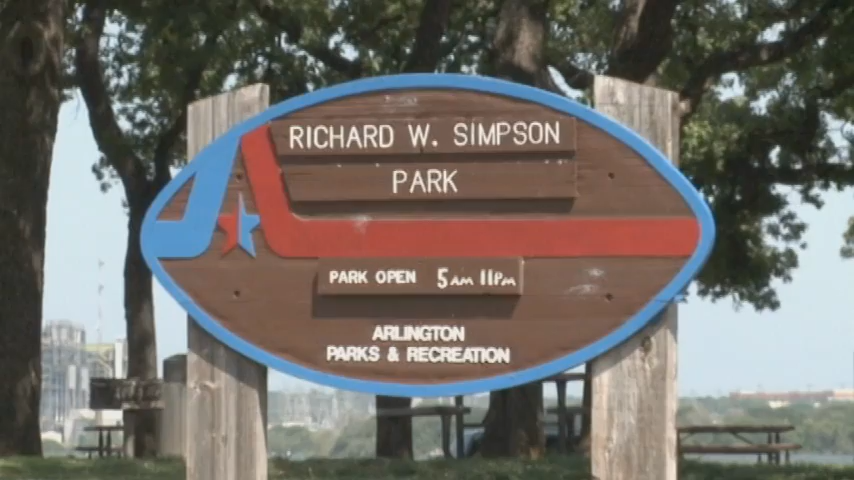 RICHARD W. SIMPSON
PARK
PARK OPEN 5AM 11PM
ARLINGTON
PARKS & RECREATION